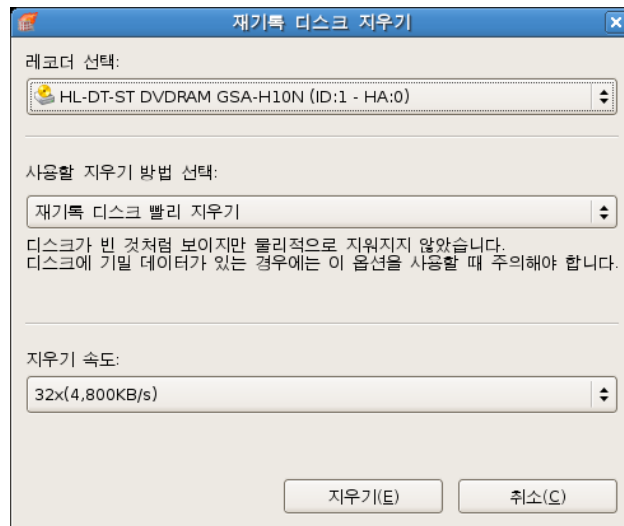 재기록 디스크 지우기
레코더 선택:
HL-DT-ST DVDRAM GSA-H10N (ID:1 - HA:0)
사용할 지우기 방법 선택:
재기록 디스크 빨리 지우기
디스크가 빈 것처럼 보이지만 물리적으로 지워지지 않았습니다.
디스크에 기밀 데이터가 있는 경우에는 이 옵션을 사용할 때 주의해야 합니다.
지우기 속도:
32x(4,800KB/s)
지우기(E)
취소(C)